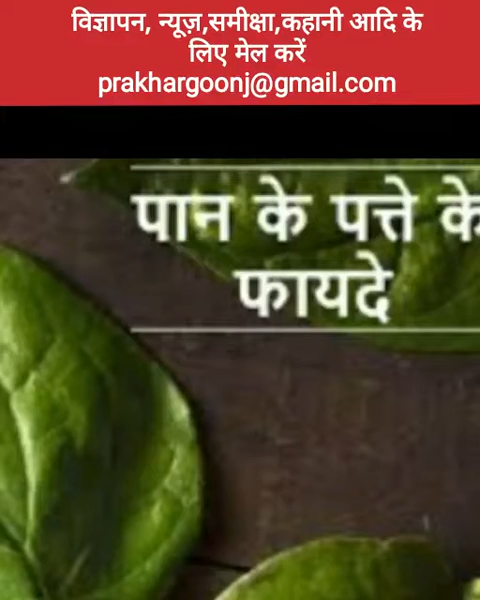 विज्ञापन, न्यूज़,समीक्षा,कहानी आदि के
लिए मेल करें
prakhargoonj@gmail.com
पान के पत्ते के
फायदे